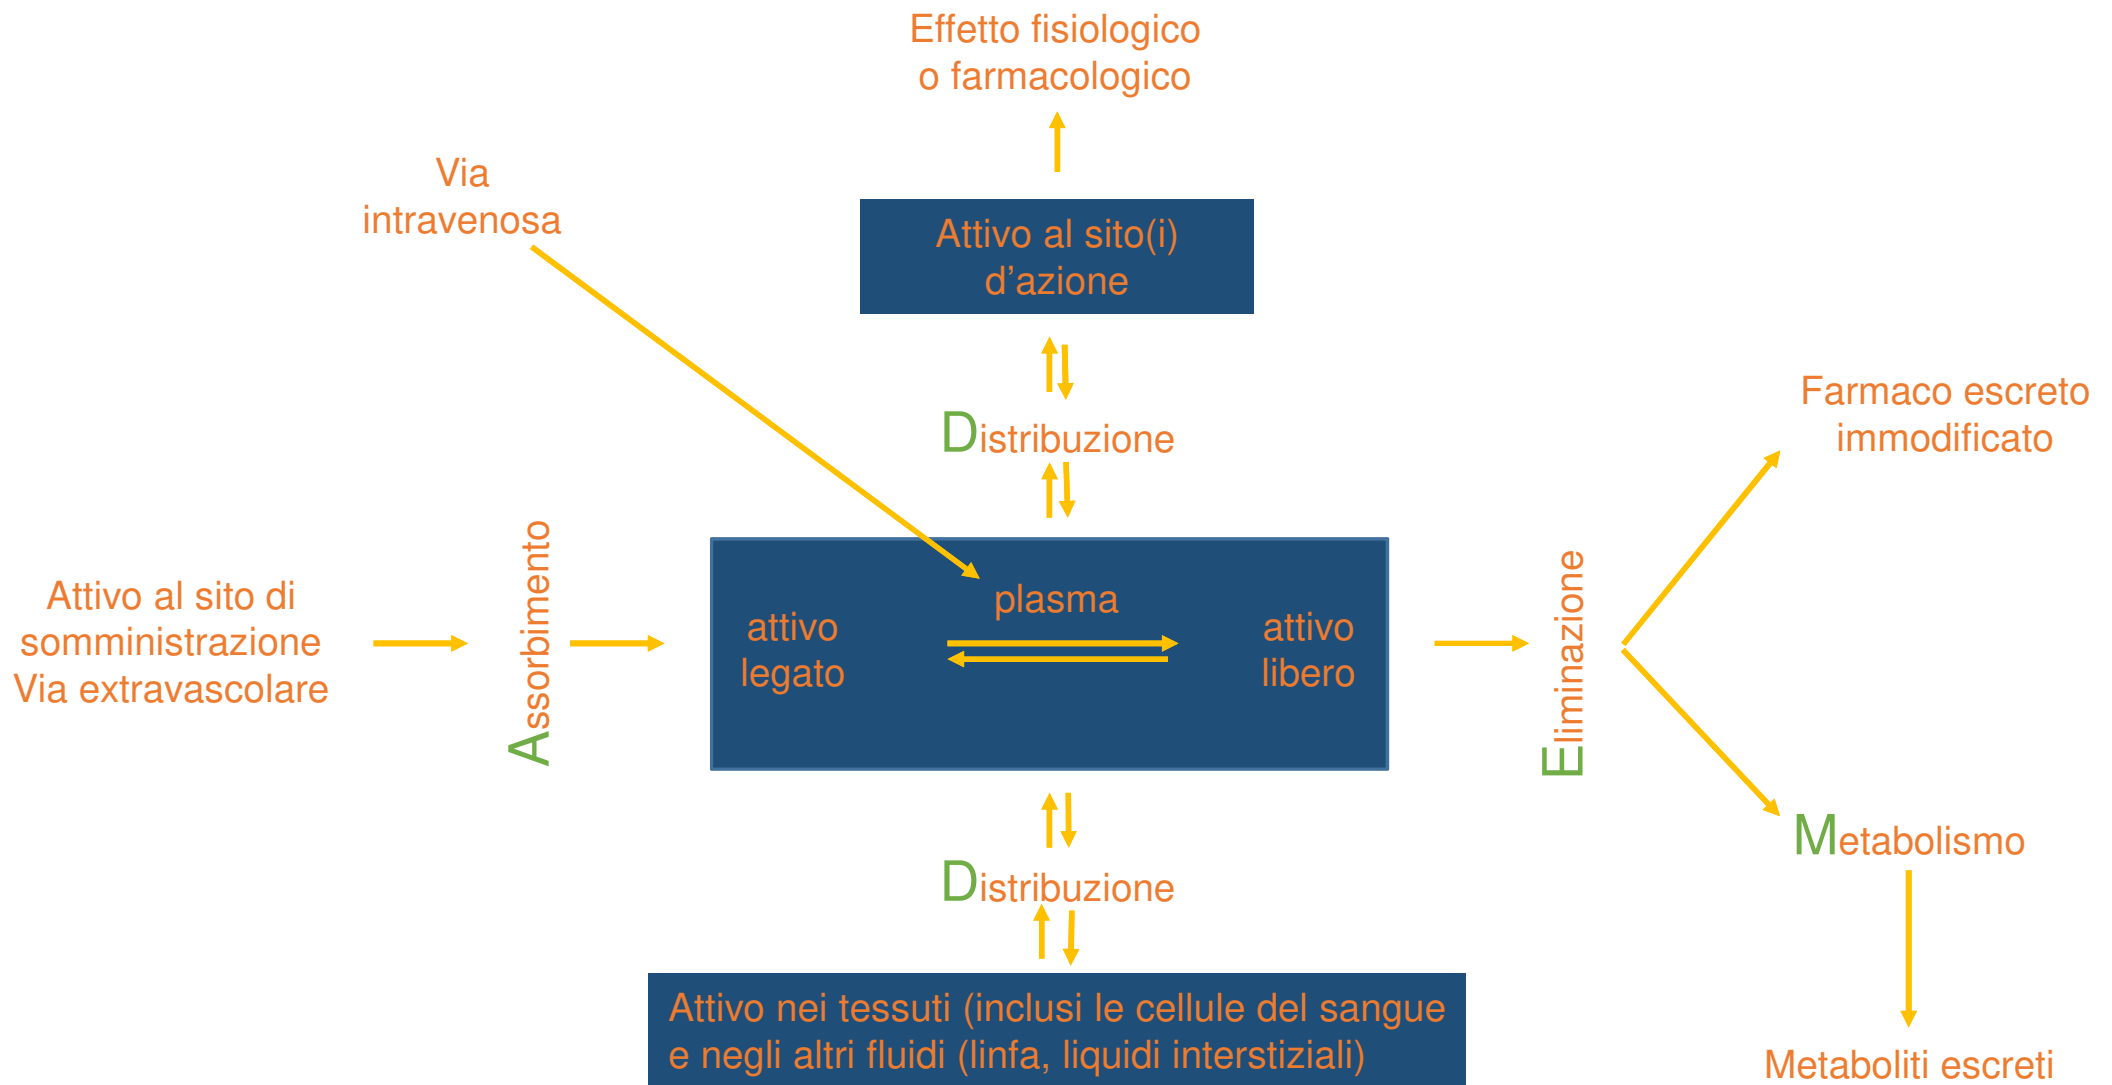 Effetto fisiologico
o farmacologico
Via
intravenosa
Attivo al sito(i)
d’azione
Distribuzione
Farmaco escreto
immodificato
Attivo al sito di
somministrazione
Via extravascolare
Assorbimento
plasma
attivo
legato
attivo
libero
Eliminazione
Metabolismo
Distribuzione
Attivo nei tessuti (inclusi le cellule del sangue
e negli altri fluidi (linfa, liquidi interstiziali)
Metaboliti escreti